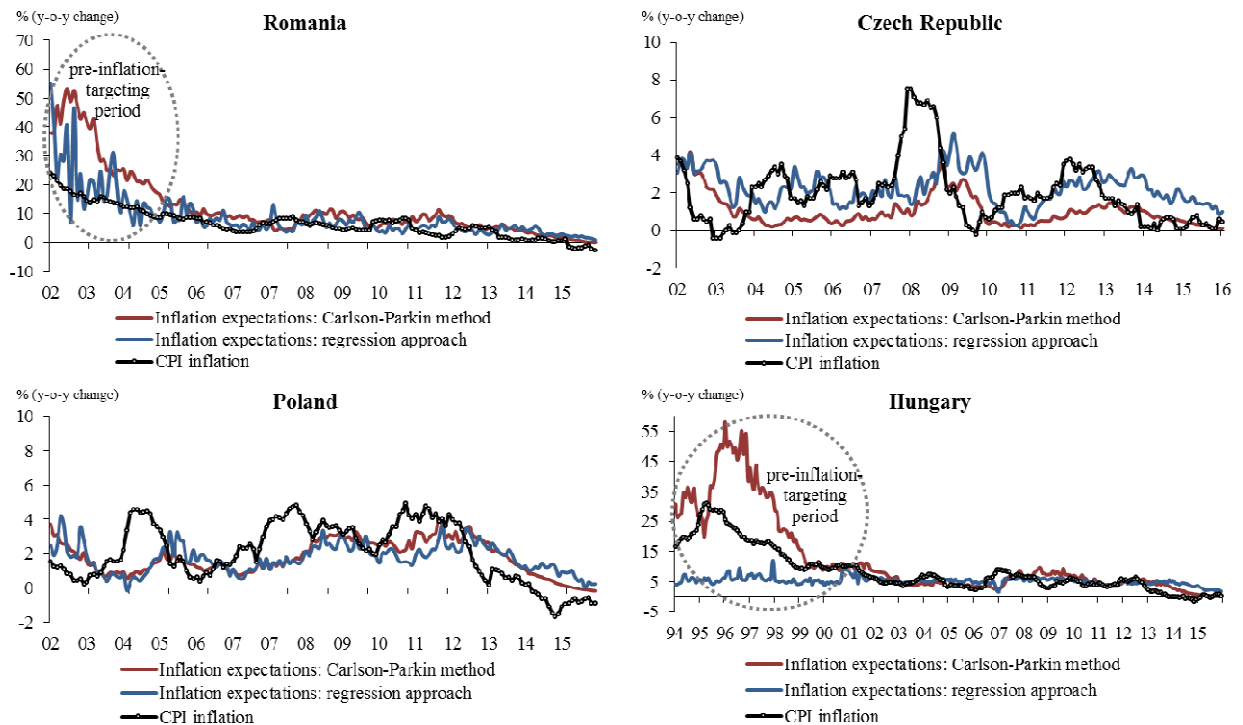 % (y-o-y change)
Romania
70
60
50
40
30
20
10
0
-10
pre-inflation-
targeting
period
02 03 04 05 06 07 07 08 09 10 11 12 12 13 14 15
Inflation expectations: Carlson-Parkin method
Inflation expectations: regression approach
CPI inflation
% (y-o-y change)
Czech Republic
10
8
6
4
2
0
-2
02 03 04 05 06 07 08 09 10 11 12 13 14 15 16
Inflation expectations: Carlson-Parkin method
Inflation expectations: regression approach
CPI inflation
% (y-o-y change)
Poland
10
8
6
4
2
0
-2
02 03 04 05 06 07 07 08 09 10 11 12 12 13 14 15
Inflation expectations: Carlson-Parkin method
Inflation expectations: regression approach
CPI inflation
% (y-o-y change)
Hungary
55
45
35
25
15
5
-5
pre-inflation-
targeting
period
94 95 96 97 98 99 00 01 02 03 04 05 06 07 08 09 10 11 12 13 14 15
Inflation expectations: Carlson-Parkin method
Inflation expectations: regression approach
CPI inflation